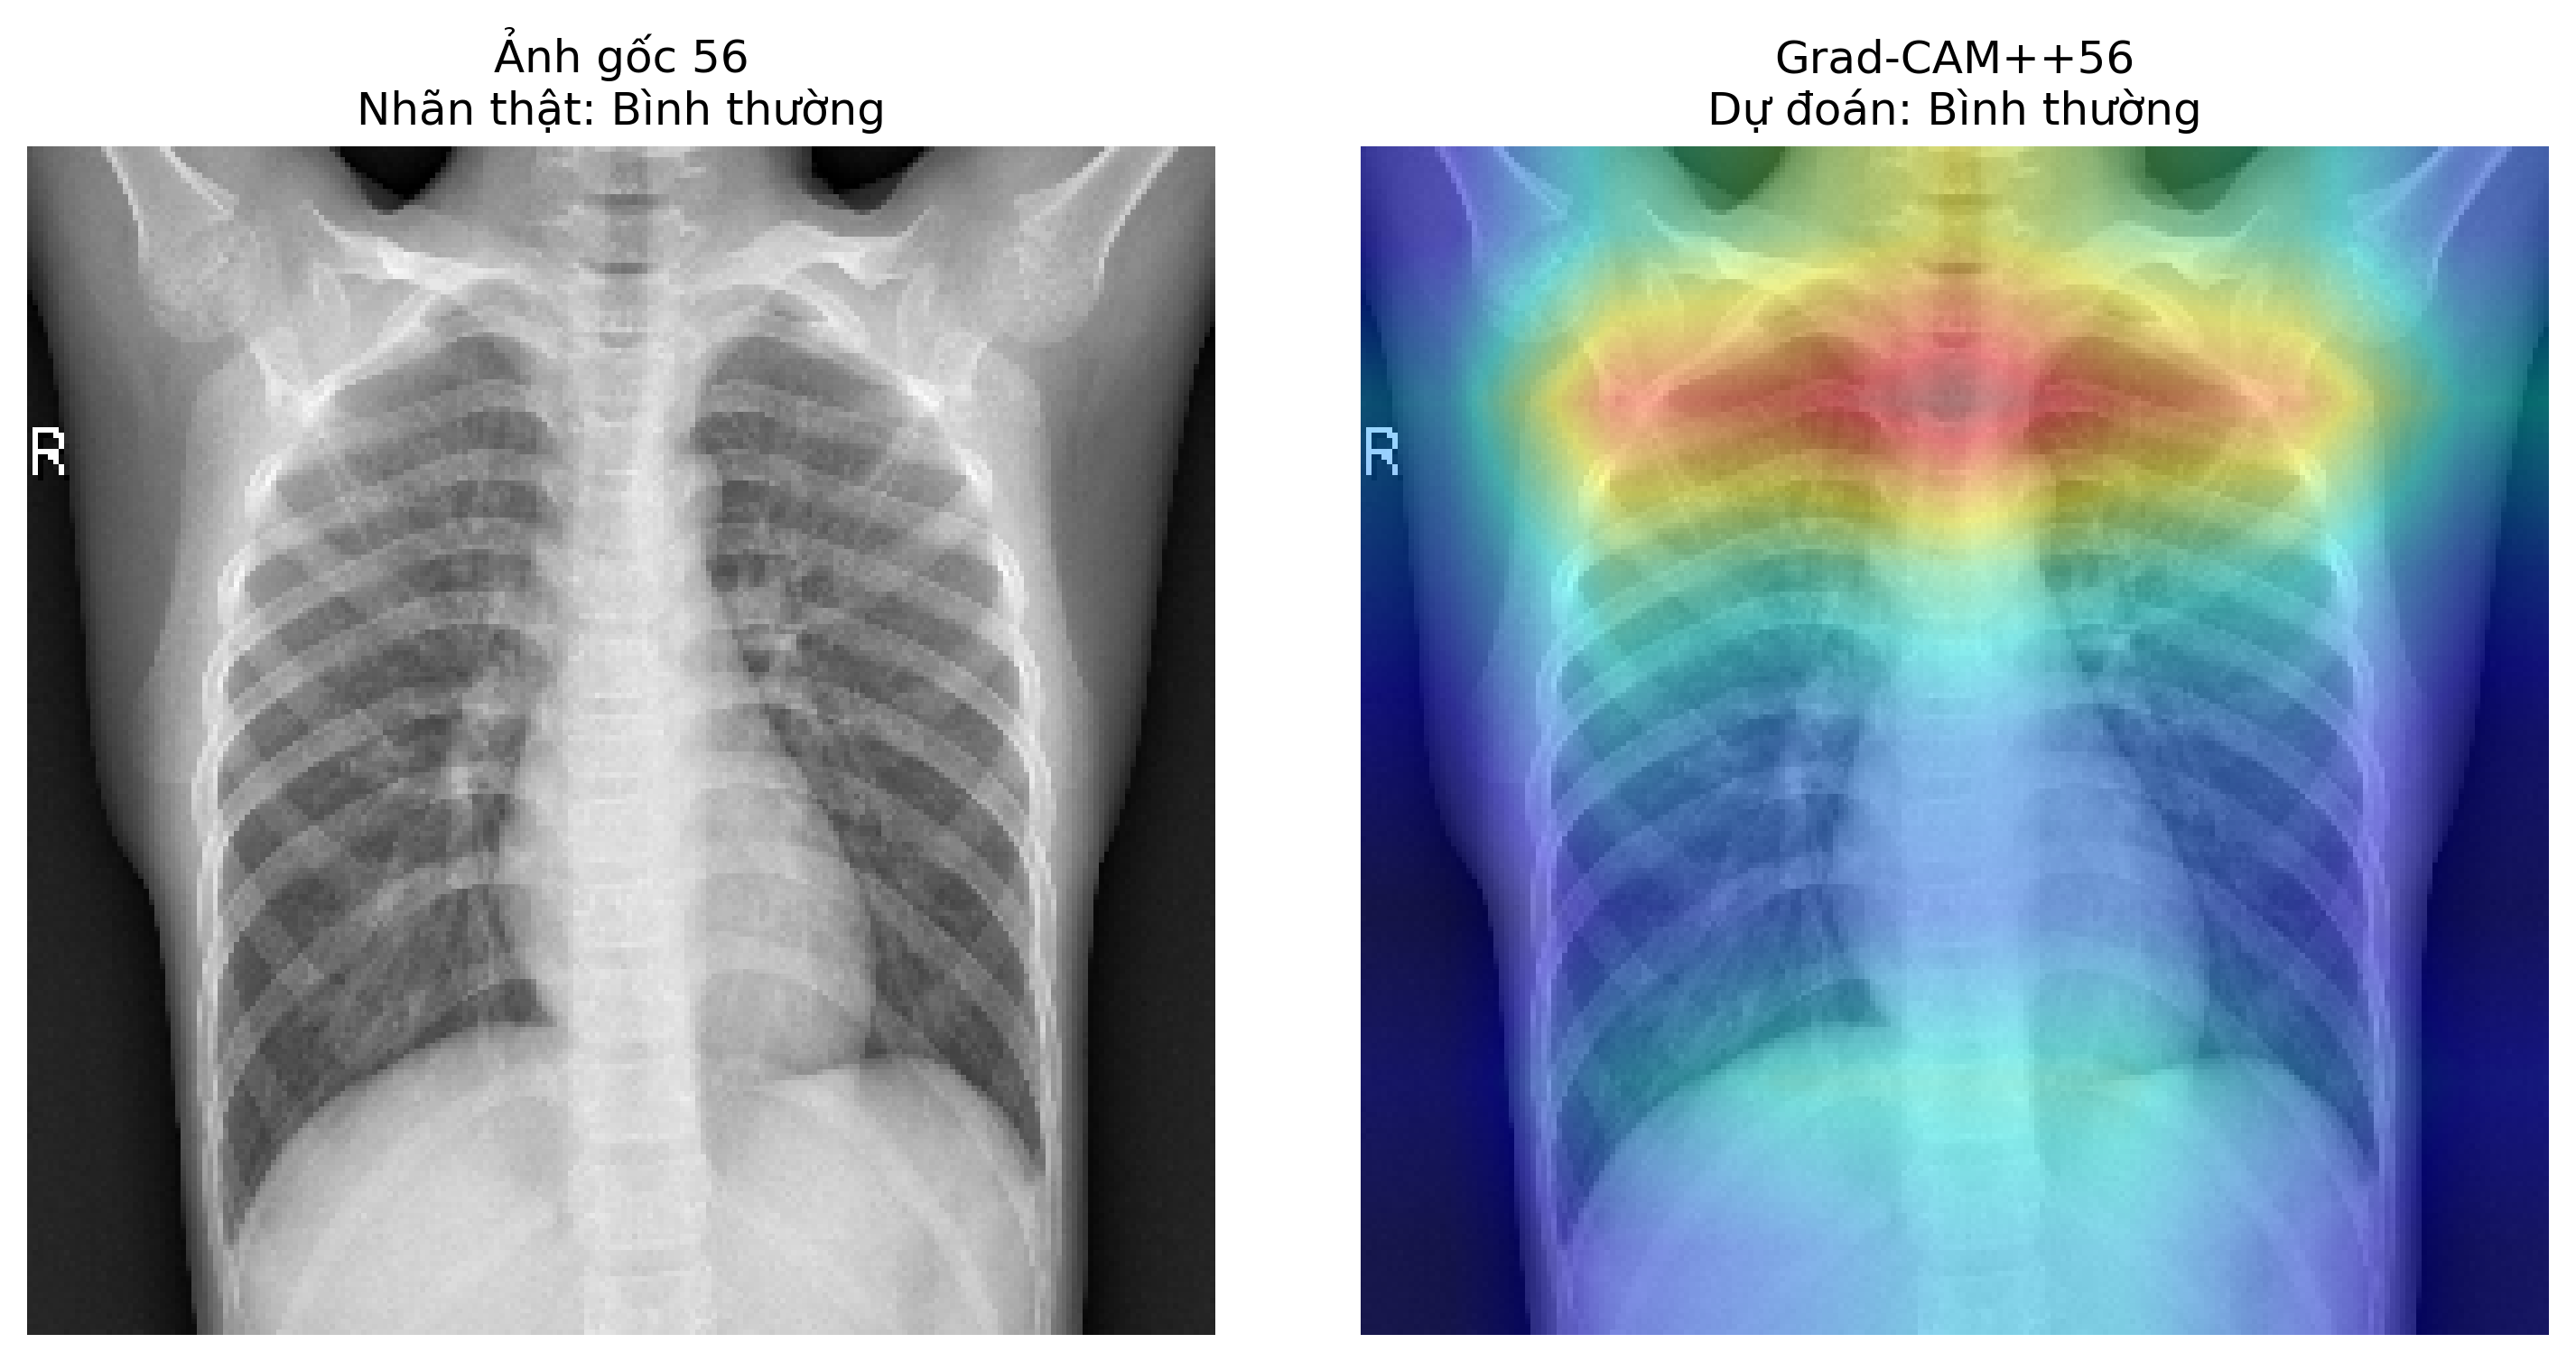 Ảnh gốc 56
Nhãn thật: Bình thường
Grad-CAM++56
Dự đoán: Bình thường
R
R